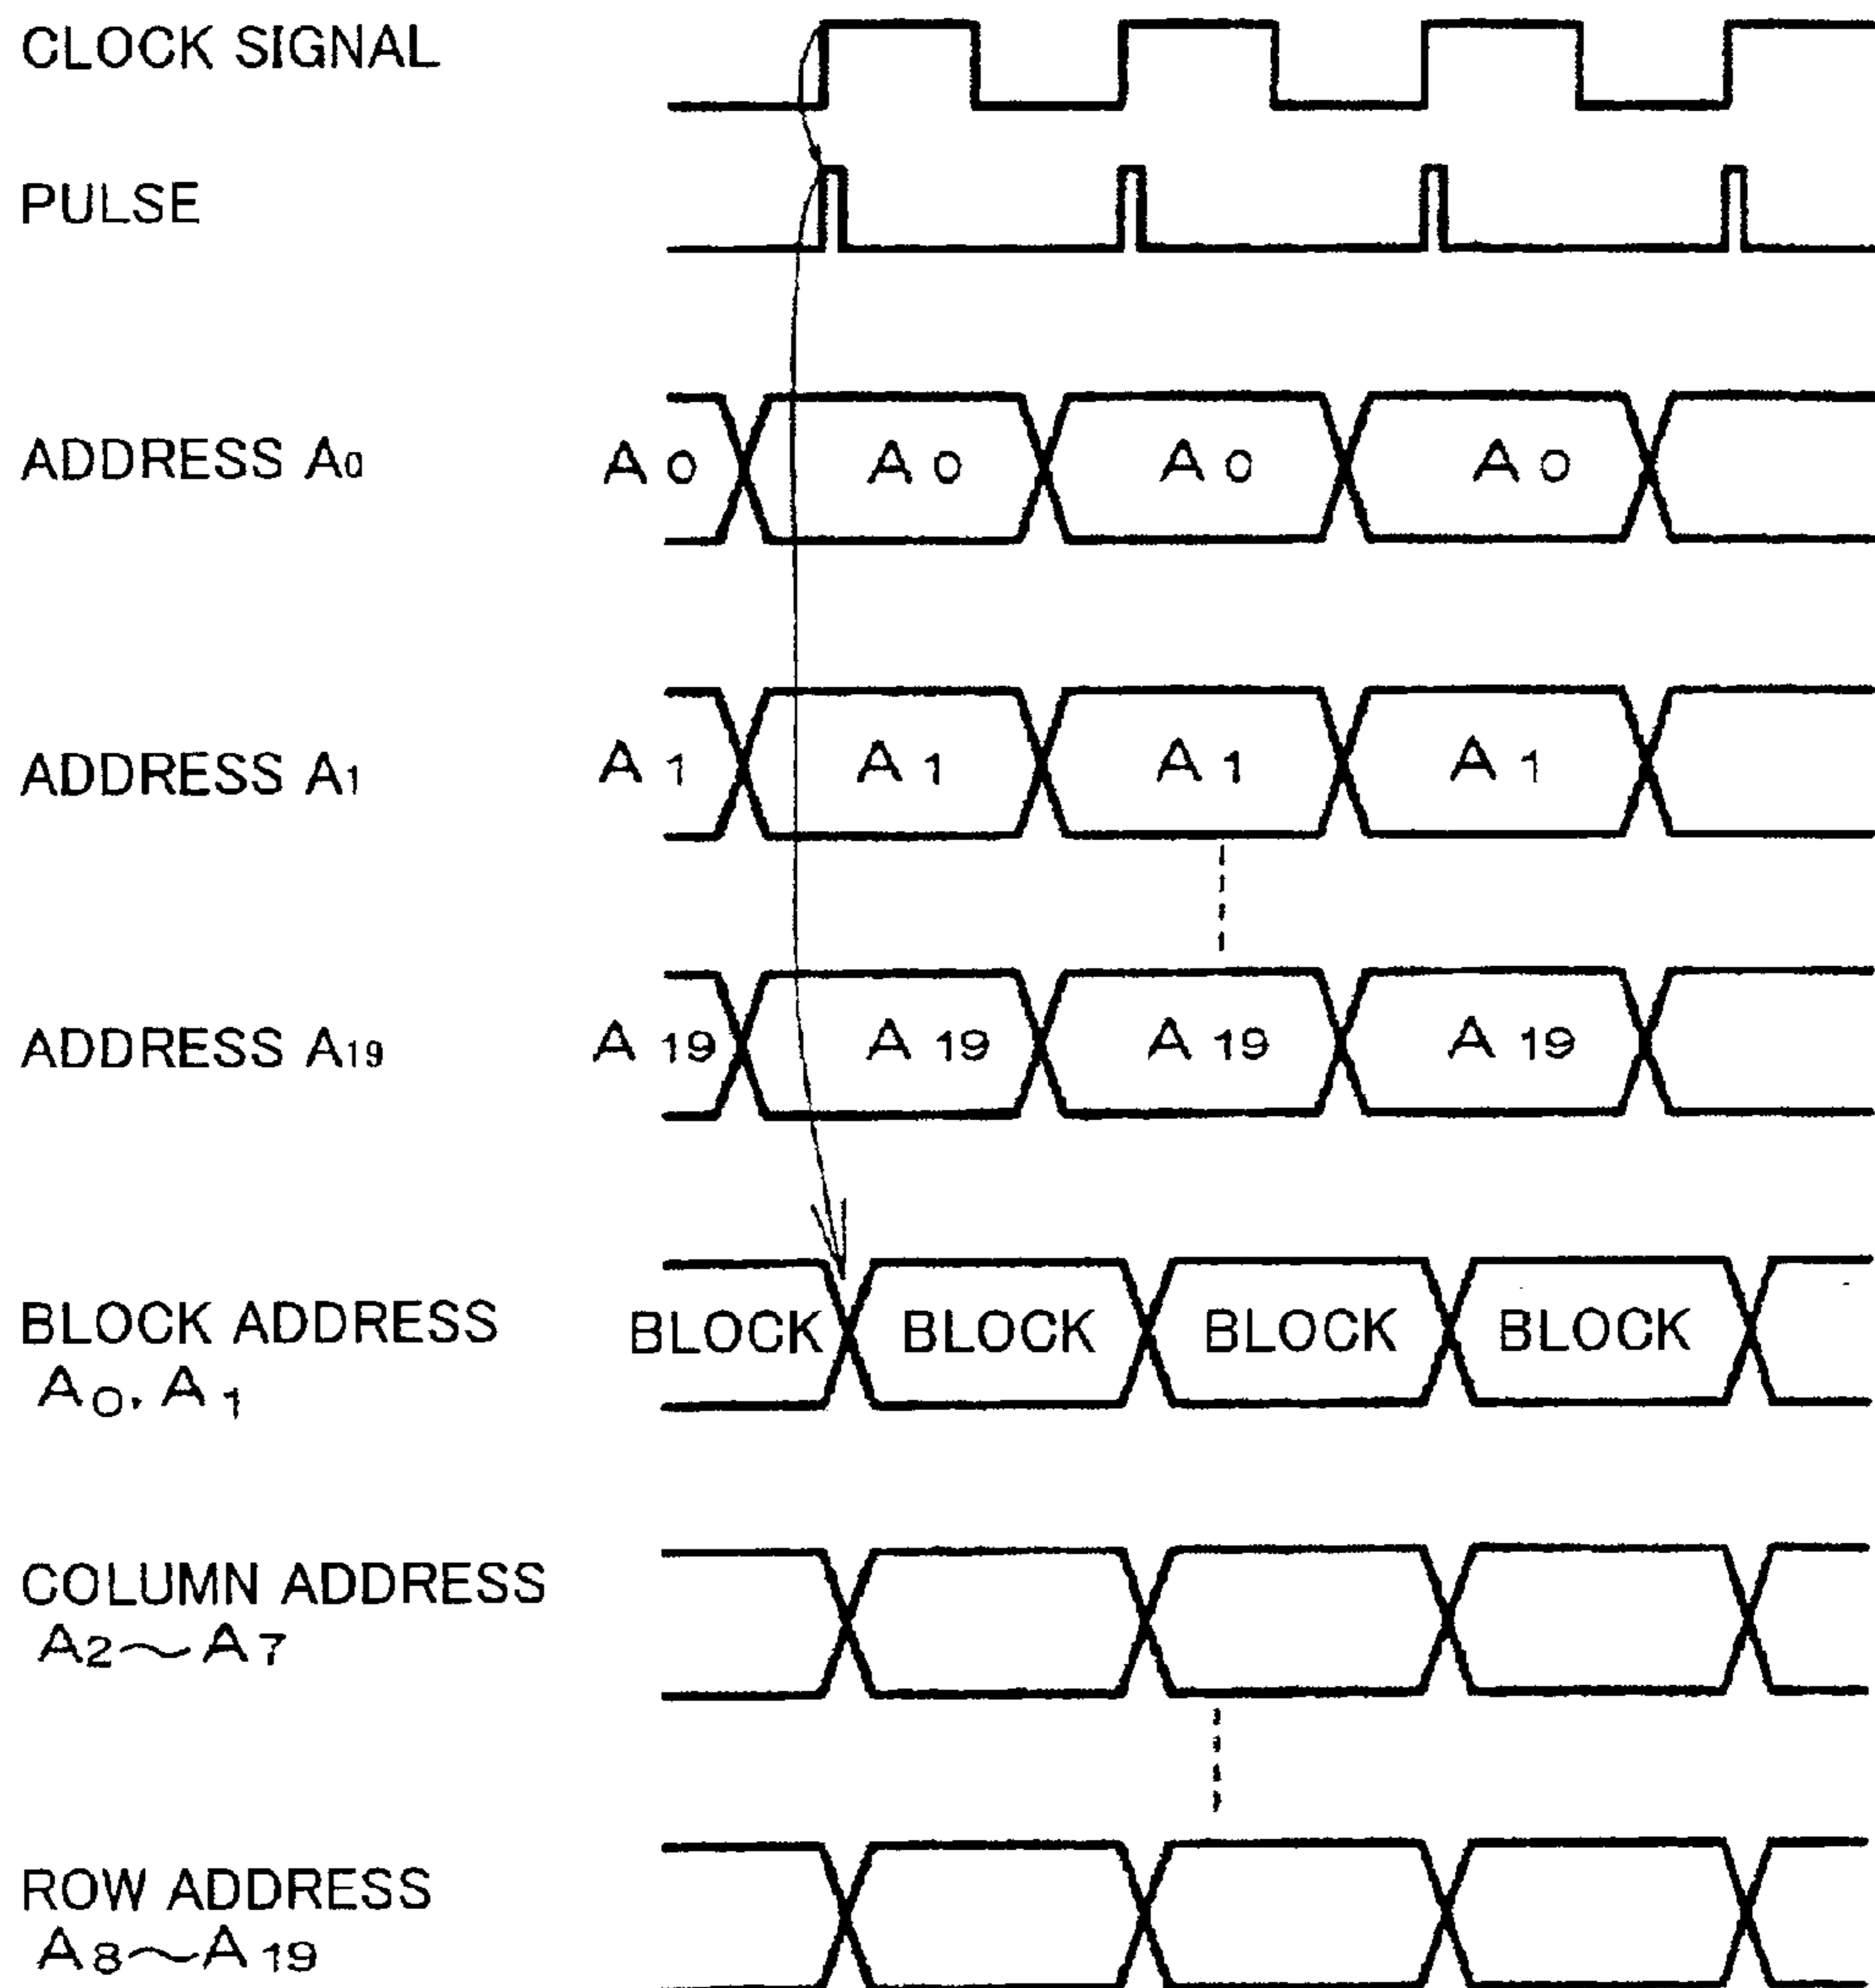 CLOCK SIGNAL
PULSE
ADDRESS A0 A0 A0 A0 A0
ADDRESS A1 A1 A1 A1 A1
ADDRESS A19 A19 A19 A19 A19
BLOCK ADDRESS BLOCK BLOCK BLOCK BLOCK
A0, A1
COLUMN ADDRESS
A2~A7
ROW ADDRESS
A8~A19